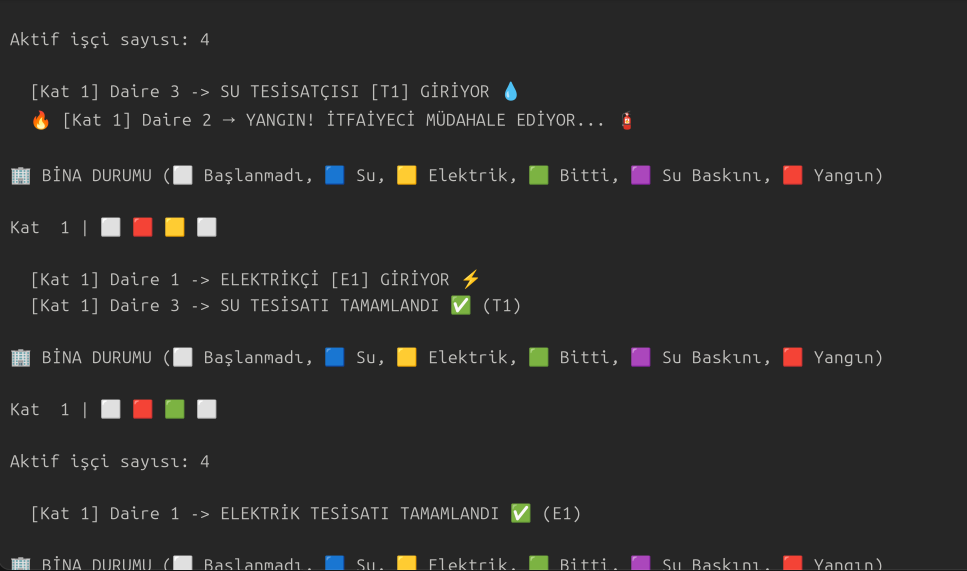 Aktif işçi sayısı: 4
[Kat 1] Daire 3 -> SU TESİSATÇISI [T1] GİRİYOR 💧
🔥 [Kat 1] Daire 2 → YANGIN! İTFAİYECİ MÜDAHALE EDİYOR... 🧯
🏢 BİNA DURUMU (⬜ Başlanmadı, 🟦 Su, 🟨 Elektrik, 🟩 Bitti, 🟪 Su Baskını, 🟥 Yangın)
Kat  1 | ⬜ 🟥 🟨 ⬜
[Kat 1] Daire 1 -> ELEKTRİKÇİ [E1] GİRİYOR ⚡
[Kat 1] Daire 3 -> SU TESİSATI TAMAMLANDI ✅ (T1)
🏢 BİNA DURUMU (⬜ Başlanmadı, 🟦 Su, 🟨 Elektrik, 🟩 Bitti, 🟪 Su Baskını, 🟥 Yangın)
Kat  1 | ⬜ 🟥 🟩 ⬜
Aktif işçi sayısı: 4
[Kat 1] Daire 1 -> ELEKTRİK TESİSATI TAMAMLANDI ✅ (E1)
🏢 BİNA DURUMU (⬜ Başlanmadı, 🟦 Su, 🟨 Elektrik, 🟩 Bitti, 🟪 Su Baskını, 🟥 Yangın)